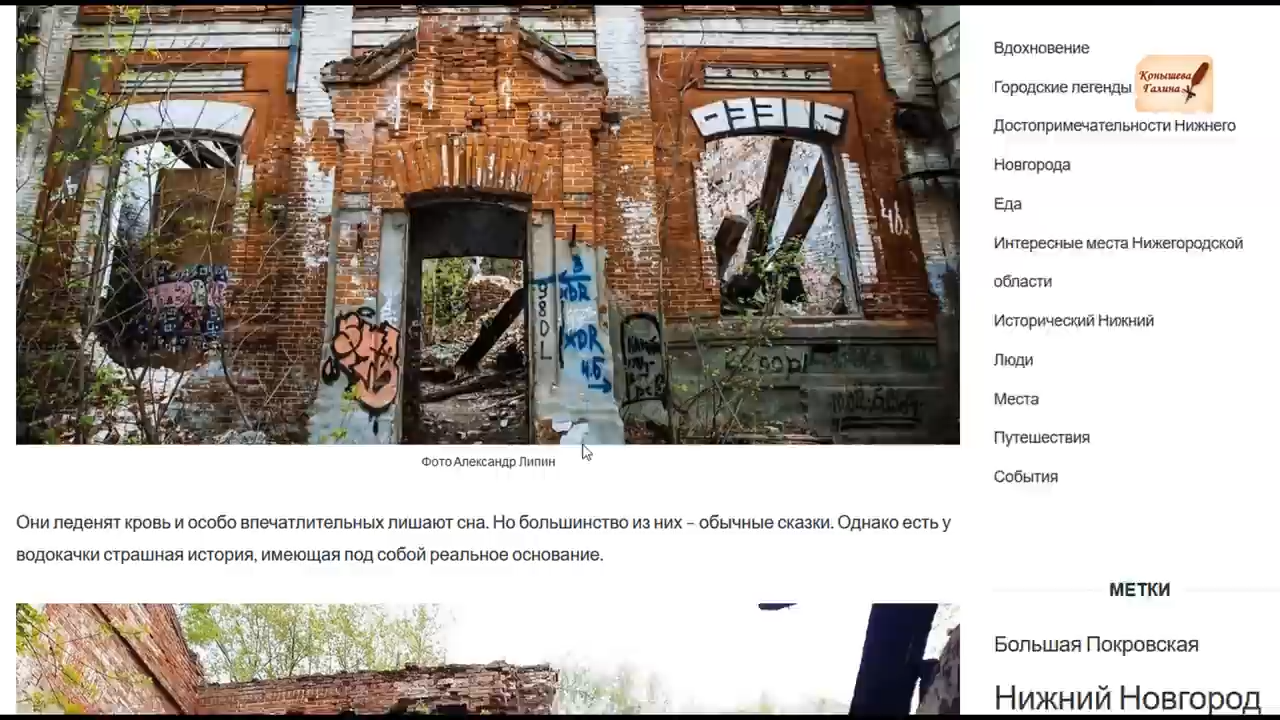 Вдохновение
Городские легенды
Конышева
Галина
Достопримечательности Нижнего
Новгорода
Еда
Интересные места Нижегородской
области
Исторический Нижний
Люди
Места
Путешествия
События
Фото Александр Липин
Они леденят кровь и особо впечатлительных лишают сна. Но большинство из них – обычные сказки. Однако есть у
водокачки страшная история, имеющая под собой реальное основание.
МЕТКИ
Большая Покровская
Нижний Новгород